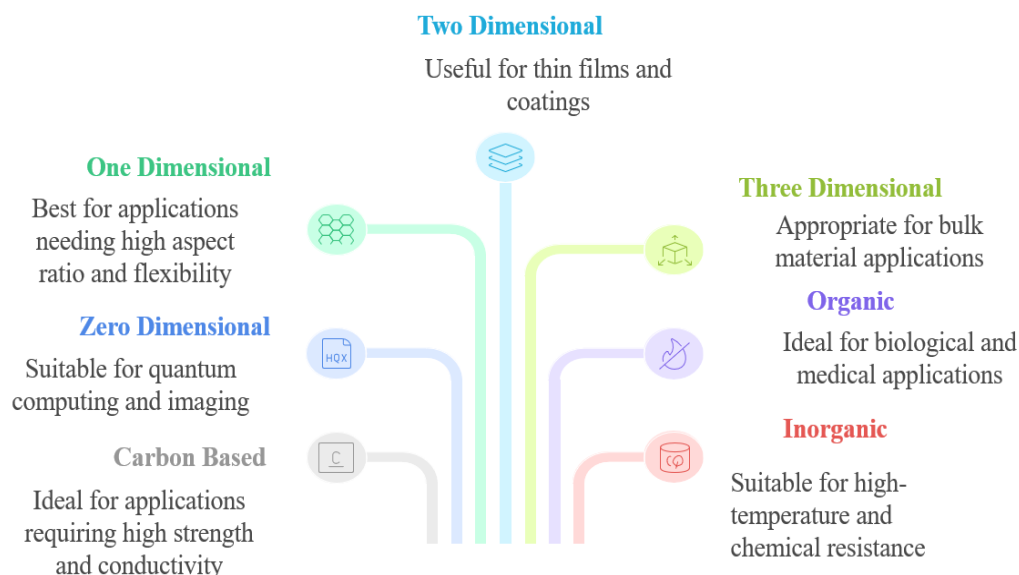 Two Dimensional
Useful for thin films and
coatings
One Dimensional
Best for applications
needing high aspect
ratio and flexibility
Three Dimensional
Appropriate for bulk
material applications
Zero Dimensional
Suitable for quantum
computing and imaging
HQX
Organic
Ideal for biological and
medical applications
Carbon Based
Ideal for applications
requiring high strength
and conductivity
C
Inorganic
Suitable for high-
temperature and
chemical resistance